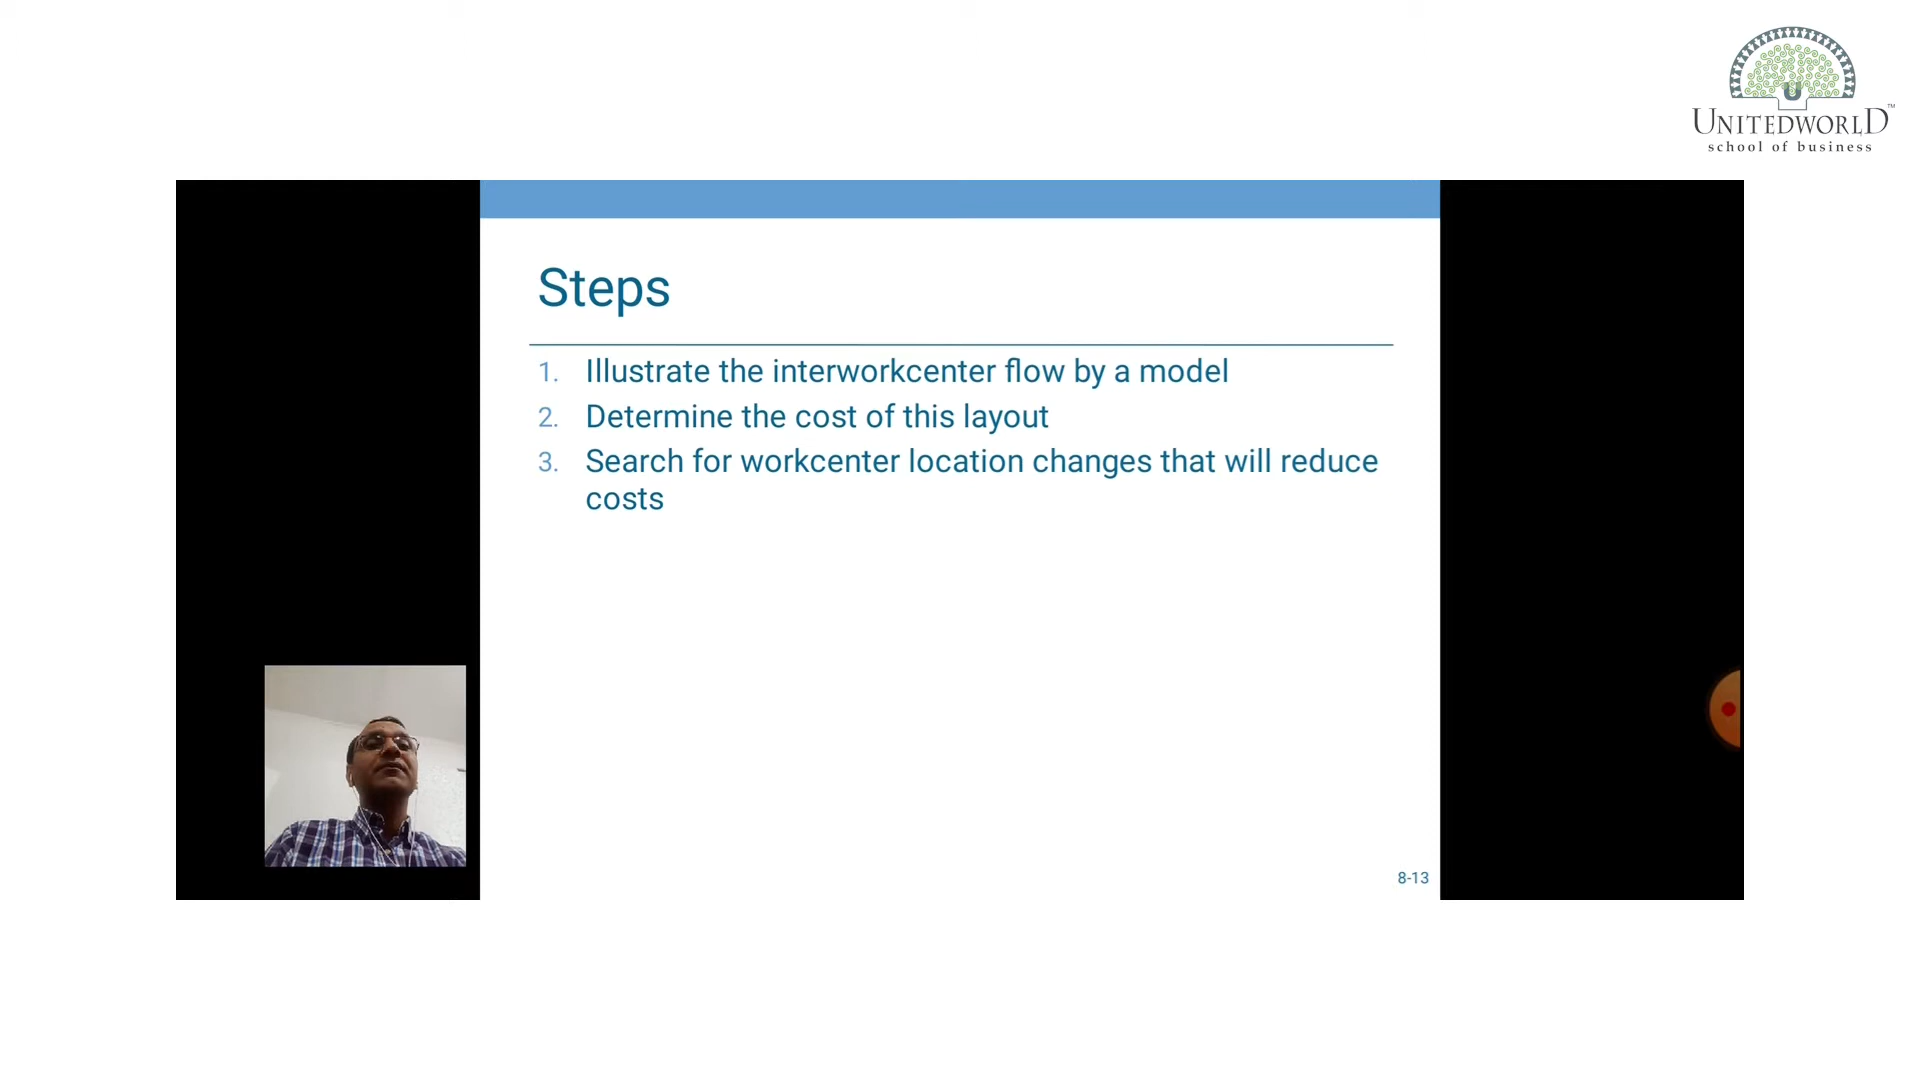 UNITEDWORLD™
school of business
Steps
1. Illustrate the interworkcenter flow by a model
2. Determine the cost of this layout
3. Search for workcenter location changes that will reduce
costs
8-13